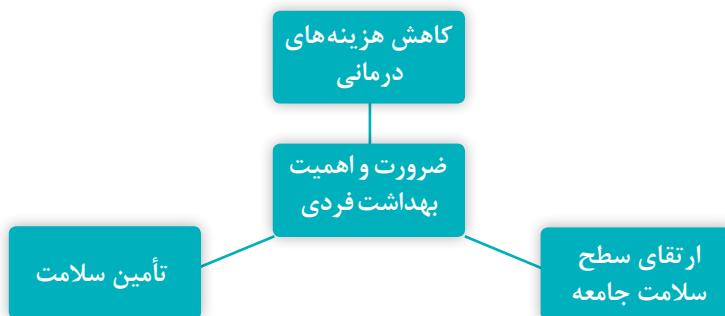 کاهش هزینه‌های
درمانی
ضرورت و اهمیت
بهداشت فردی
ارتقای سطح
سلامت جامعه
تأمین سلامت